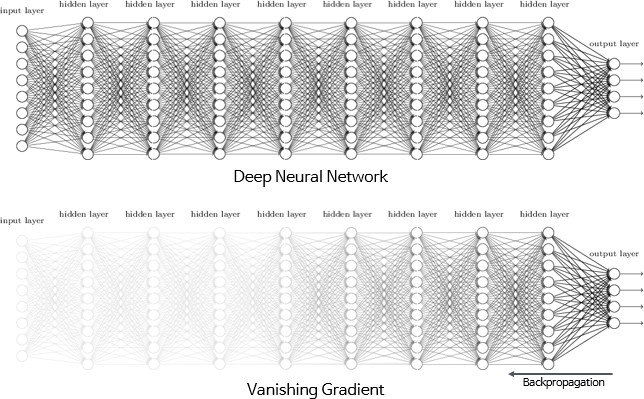 input layer
hidden layer hidden layer hidden layer hidden layer hidden layer hidden layer hidden layer hidden layer
output layer
Deep Neural Network
input layer
hidden layer hidden layer hidden layer hidden layer hidden layer hidden layer hidden layer hidden layer
output layer
Backpropagation
Vanishing Gradient